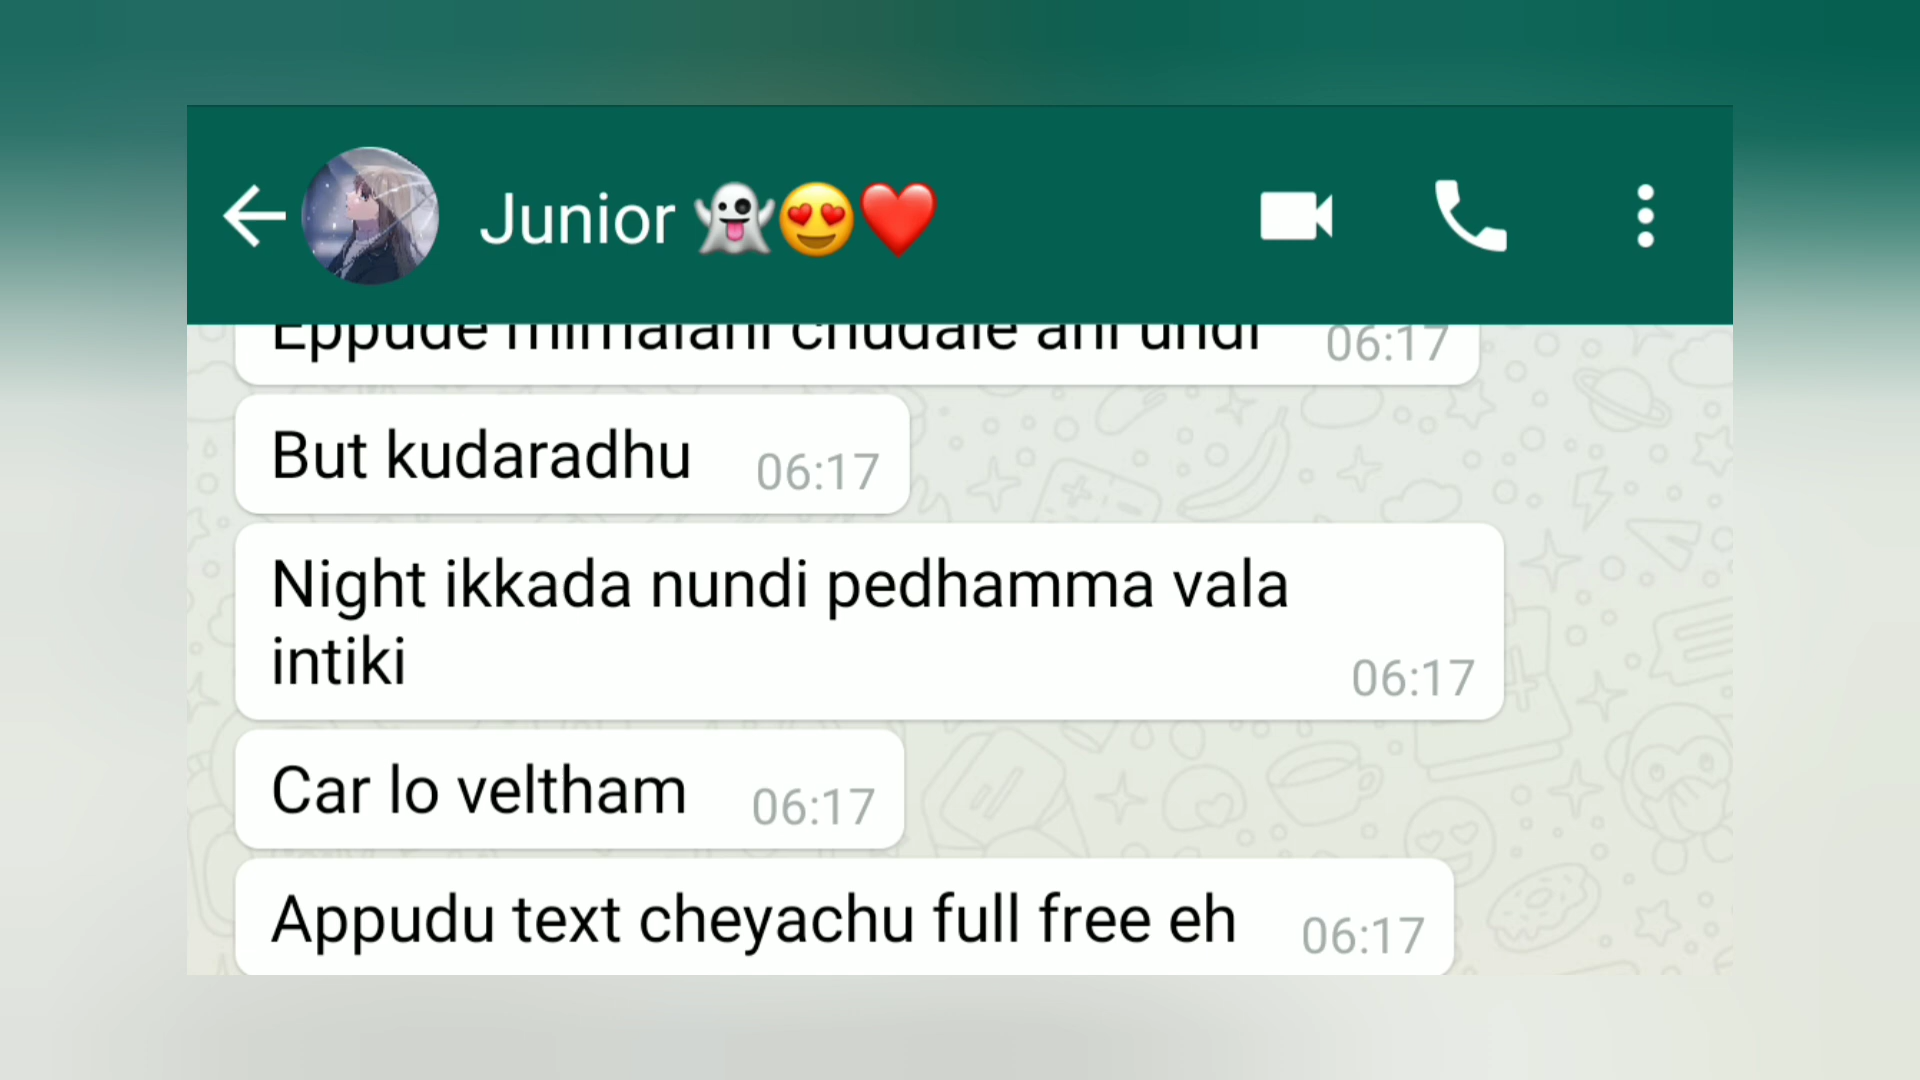 Junior 👻😍❤️
Eppude mimalani chudale ani undi 06:17
But kudaradhu 06:17
Night ikkada nundi pedhamma vala
intiki 06:17
Car lo veltham 06:17
Appudu text cheyachu full free eh 06:17